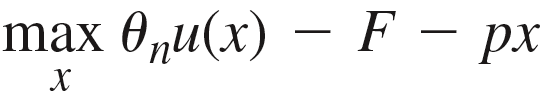 max θₙu(x) − F − px
x